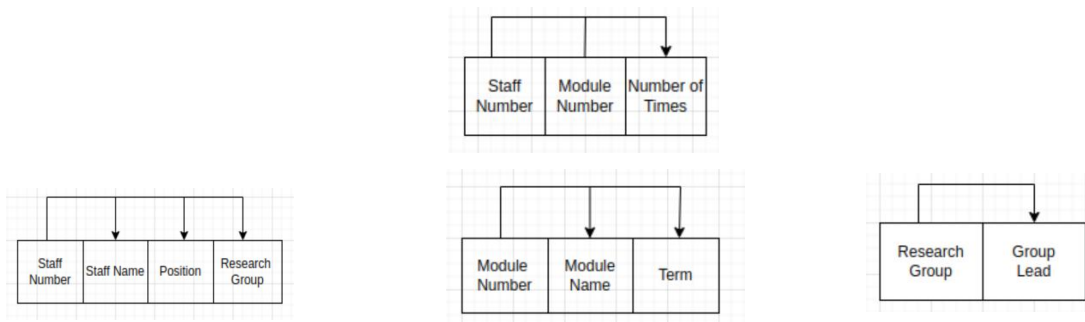 Staff
Number
Module
Number
Number of
Times
Staff
Number
Staff Name
Position
Research
Group
Module
Number
Module
Name
Term
Research
Group
Group
Lead